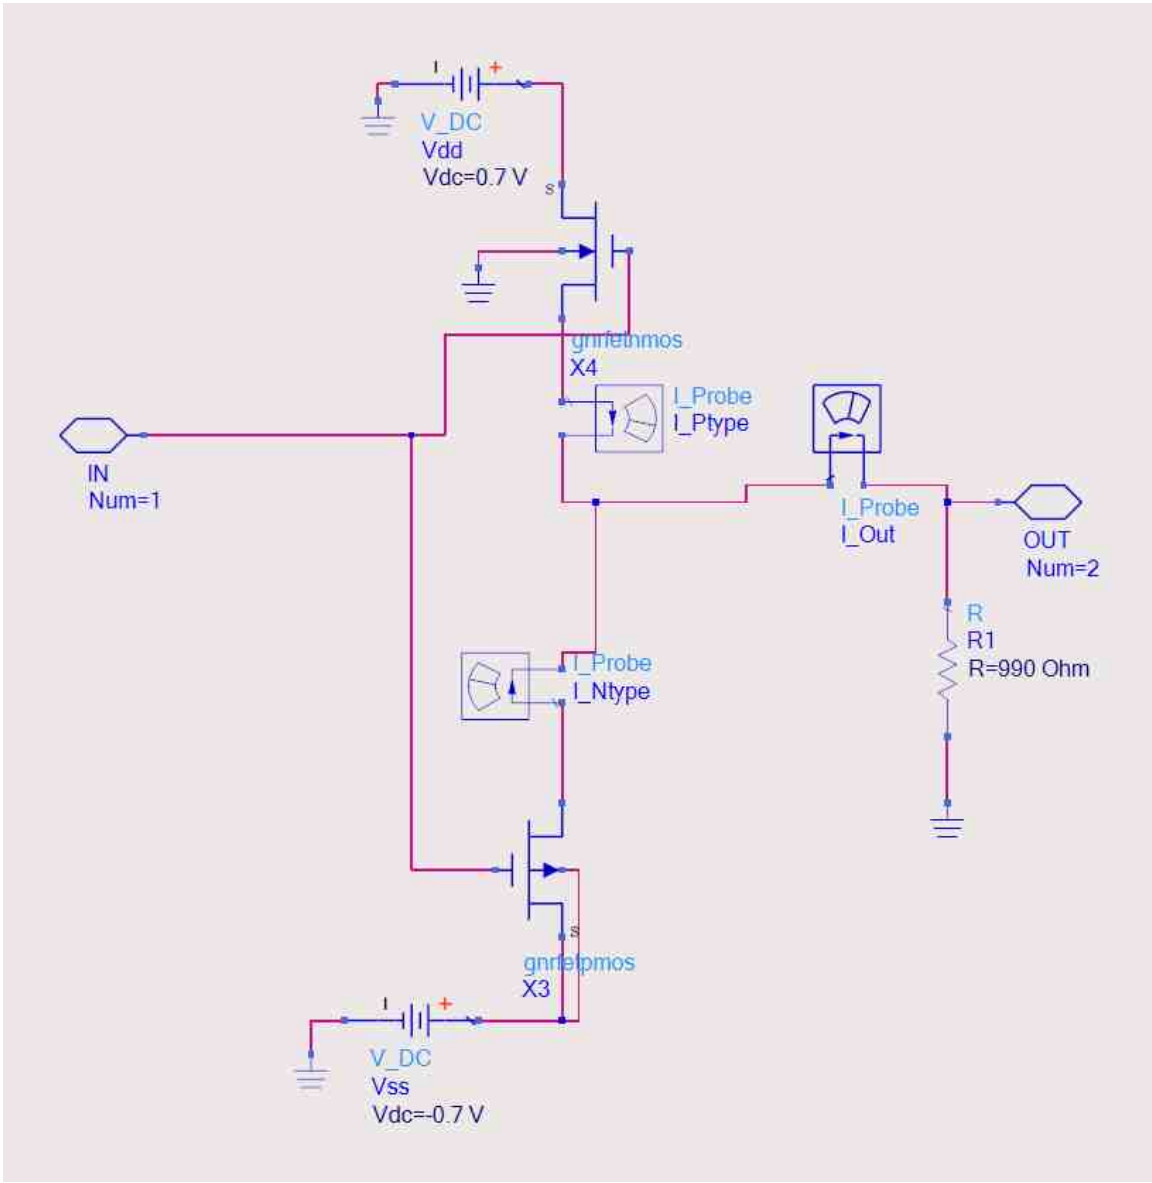 V_DC
Vdd
Vdc=0.7 V
S
gnrfetnmos
X4
I_Probe
I_Ptype
IN
Num=1
I_Probe
I_Out
OUT
Num=2
I_Probe
I_Ntype
R
R1
R=990 Ohm
S
gnrfetpmos
X3
V_DC
Vss
Vdc=-0.7 V